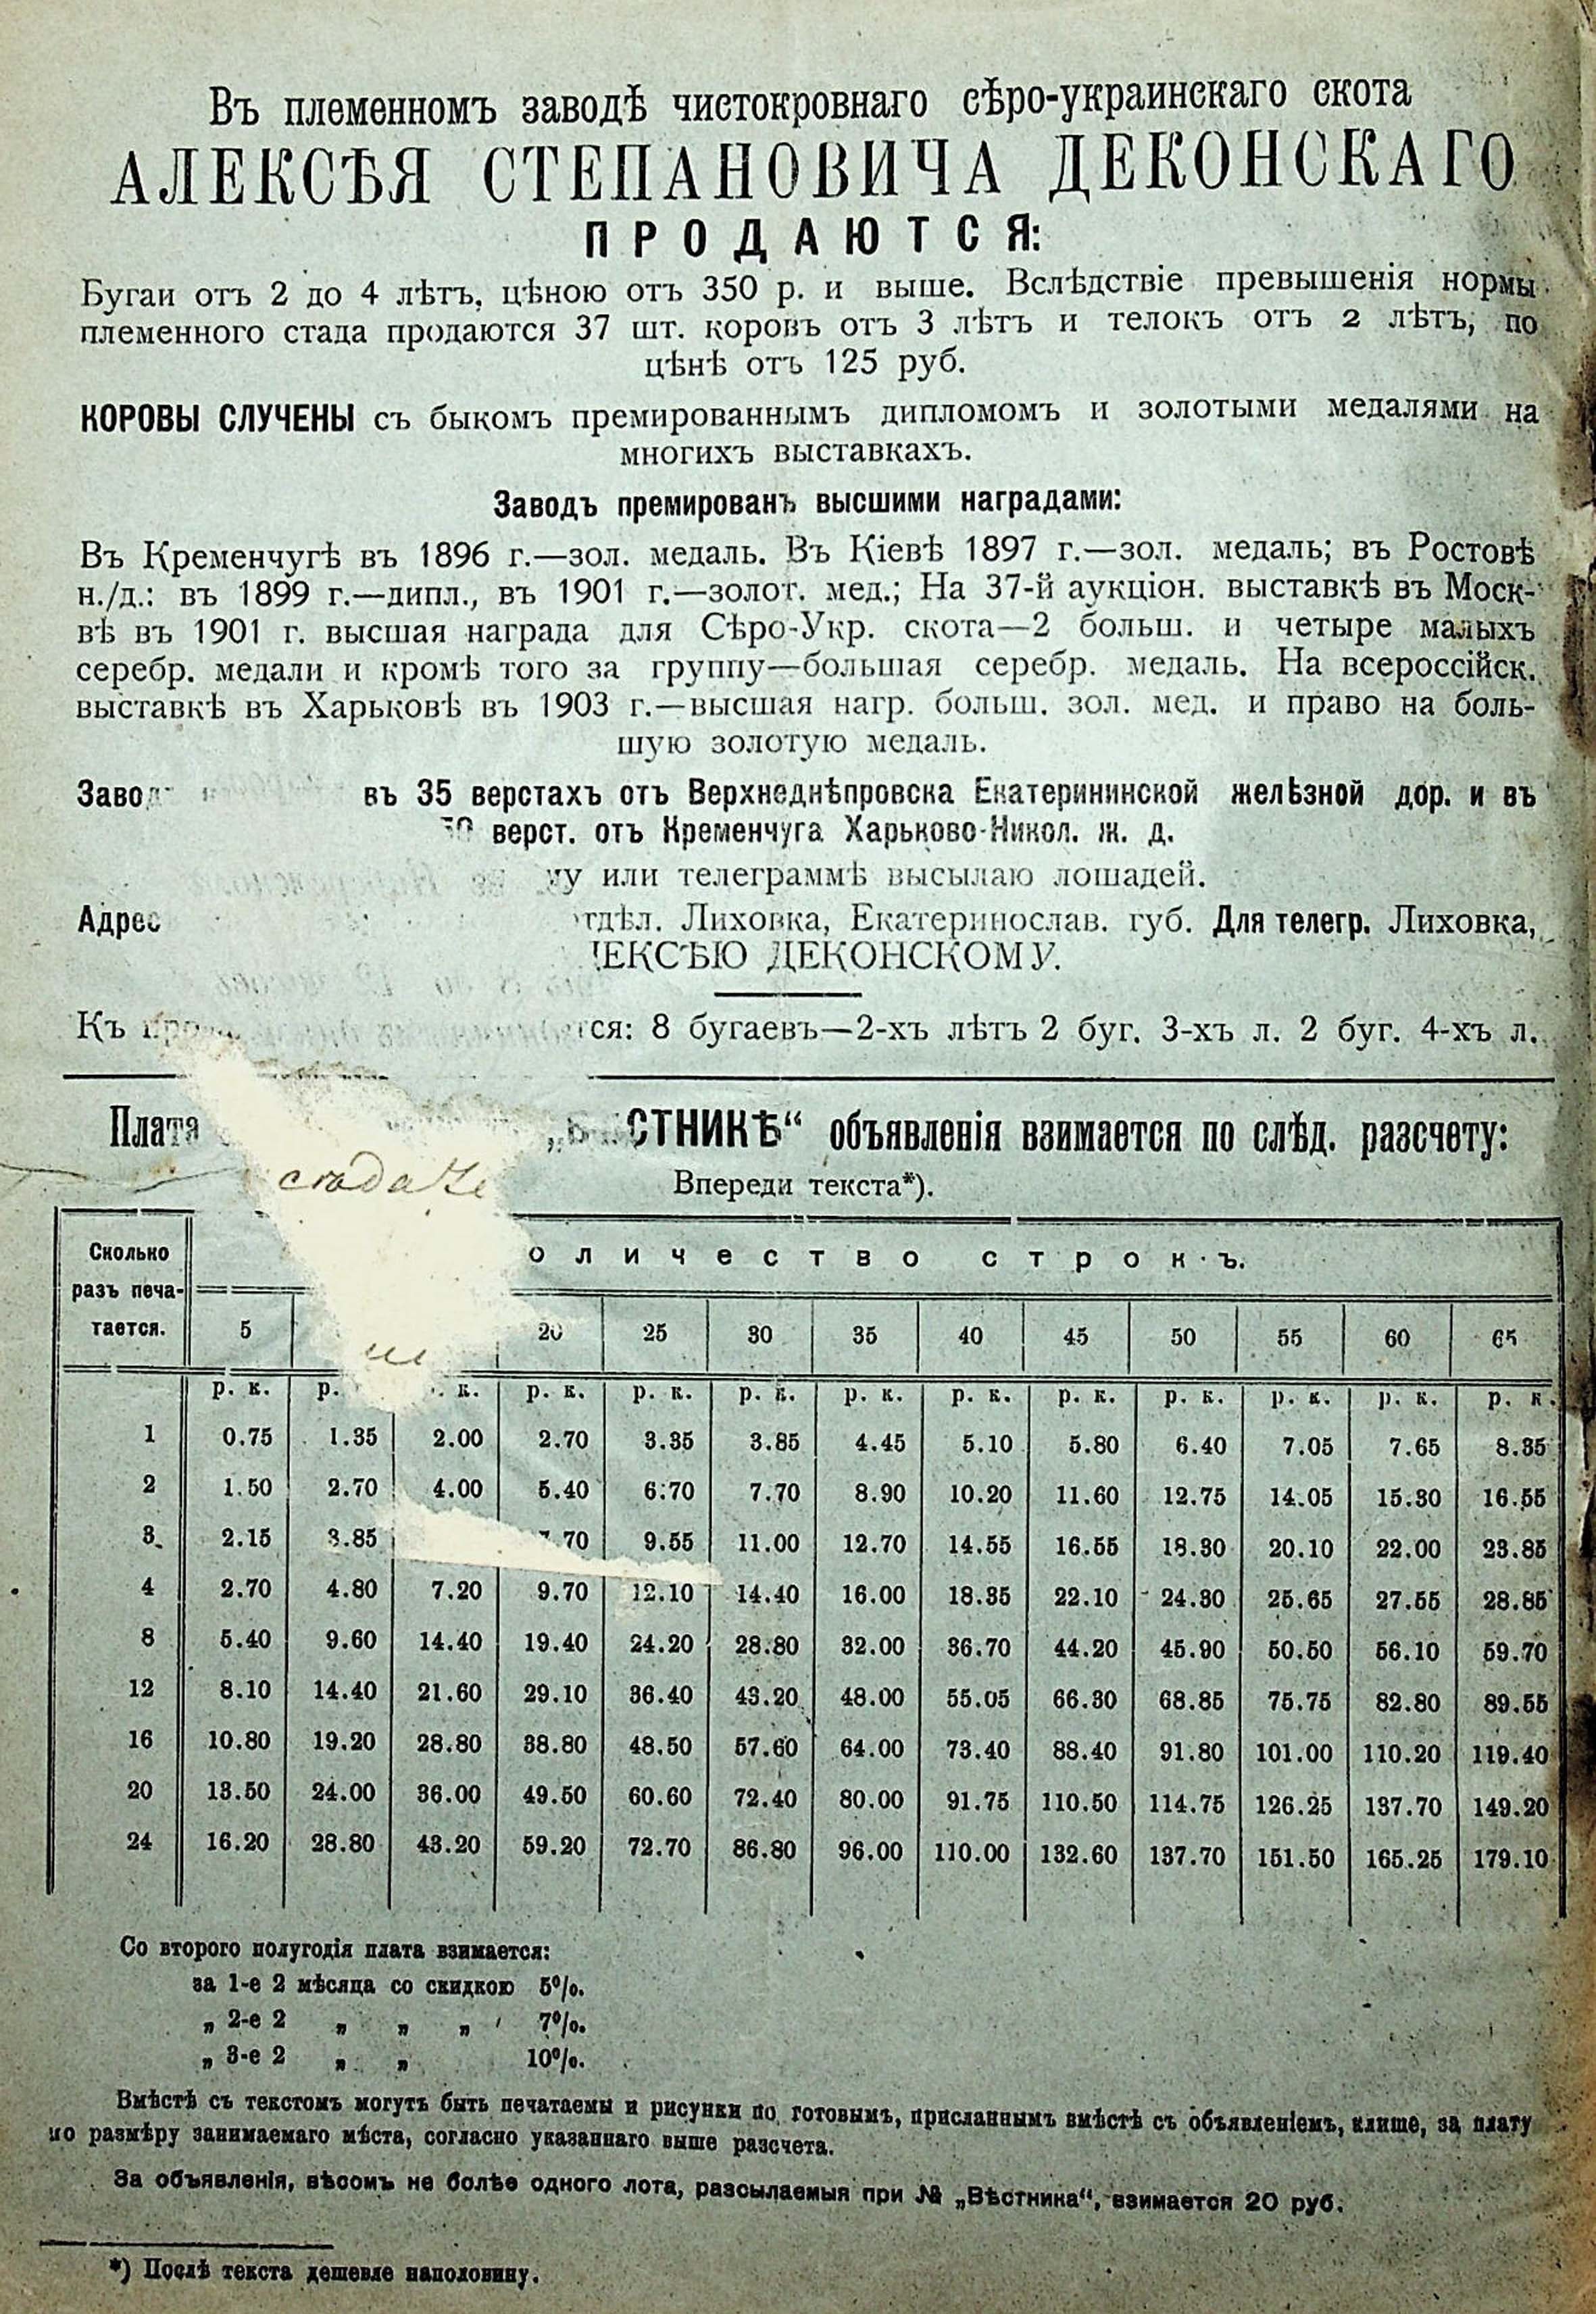 Въ племенномъ заводѣ чистокровнаго сѣро-украинскаго скота
АЛЕКСѢЯ СТЕПАНОВИЧА ДЕКОНСКАГО
ПРОДАЮТСЯ:
Бугаи отъ 2 до 4 лѣтъ, цѣною отъ 350 р. и выше. Вслѣдствіе превышенія нормы
племенного стада продаются 37 шт. коровъ отъ 3 лѣтъ и телокъ отъ 2 лѣтъ, по
цѣнѣ отъ 125 руб.
КОРОВЫ СЛУЧЕНЫ съ быкомъ премированнымъ дипломомъ и золотыми медалями на
многихъ выставкахъ.
Заводъ премированъ высшими наградами:
Въ Кременчугѣ въ 1896 г.—зол. медаль. Въ Кіевѣ 1897 г.—зол. медаль; въ Ростовѣ
н./д.: въ 1899 г.—дипл., въ 1901 г.—золот. мед.; На 37-й аукціон. выставкѣ въ Моск-
вѣ въ 1901 г. высшая награда для Сѣро-Укр. скота—2 больш. и четыре малыхъ
серебр. медали и кромѣ того за группу—большая серебр. медаль. На всероссійск.
выставкѣ въ Харьковѣ въ 1903 г.—высшая нагр. больш. зол. мед. и право на боль-
шую золотую медаль.
въ 35 верстахъ отъ Верхнеднѣпровска Екатерининской желѣзной дор. и въ
верст. отъ Кременчуга Харьково-Никол. ж. д.
или телеграммѣ высылаю лошадей.
Адрес тдѣл. Лиховка, Екатеринослав. губ. Для телегр. Лиховка,
ЕКСѢЮ ДЕКОНСКОМУ.
Къ ся: 8 бугаевъ—2-хъ лѣтъ 2 буг. 3-хъ л. 2 буг. 4-хъ л.
Плата СТНИКѢ“ объявленія взимается по слѣд. разсчету:
Впереди текста*).
Сколько разъ печа-тается. оличество строкъ.
5 20 25 30 35 40 45 50 55 60 65
р. к. р. к. р. к. р. к. р. к. р. к. р. к. р. к. р. к. р. к. р. к. р. к.
1 0.75 1.35 2.00 2.70 3.35 3.85 4.45 5.10 5.80 6.40 7.05 7.65 8.35
2 1.50 2.70 4.00 5.40 6.70 7.70 8.90 10.20 11.60 12.75 14.05 15.30 16.55
3 2.15 3.85 70 9.55 11.00 12.70 14.55 16.55 18.30 20.10 22.00 23.85
4 2.70 4.80 7.20 9.70 12.10 14.40 16.00 18.35 22.10 24.30 25.65 27.55 28.85
8 5.40 9.60 14.40 19.40 24.20 28.80 32.00 36.70 44.20 45.90 50.50 56.10 59.70
12 8.10 14.40 21.60 29.10 36.40 43.20 48.00 55.05 66.30 68.85 75.75 82.80 89.55
16 10.80 19.20 28.80 38.80 48.50 57.60 64.00 73.40 88.40 91.80 101.00 110.20 119.40
20 13.50 24.00 36.00 49.50 60.60 72.40 80.00 91.75 110.50 114.75 126.25 137.70 149.20
24 16.20 28.80 43.20 59.20 72.70 86.80 96.00 110.00 132.60 137.70 151.50 165.25 179.10
Со второго полугодія плата взимается:
за 1-е 2 мѣсяца со скидкою 5%.
„ 2-е 2 „ „ „ 7%.
„ 3-е 2 „ „ 10%.
Вмѣстѣ съ текстомъ могутъ быть печатаемы и рисунки по готовымъ, присланнымъ вмѣстѣ съ объявленіемъ, клише, за плату
по размѣру занимаемаго мѣста, согласно указаннаго выше разсчета.
За объявленія, вѣсомъ не болѣе одного лота, разсылаемыя при № „Вѣстника“, взимается 20 руб.
*) Послѣ текста дешевле наполовину.